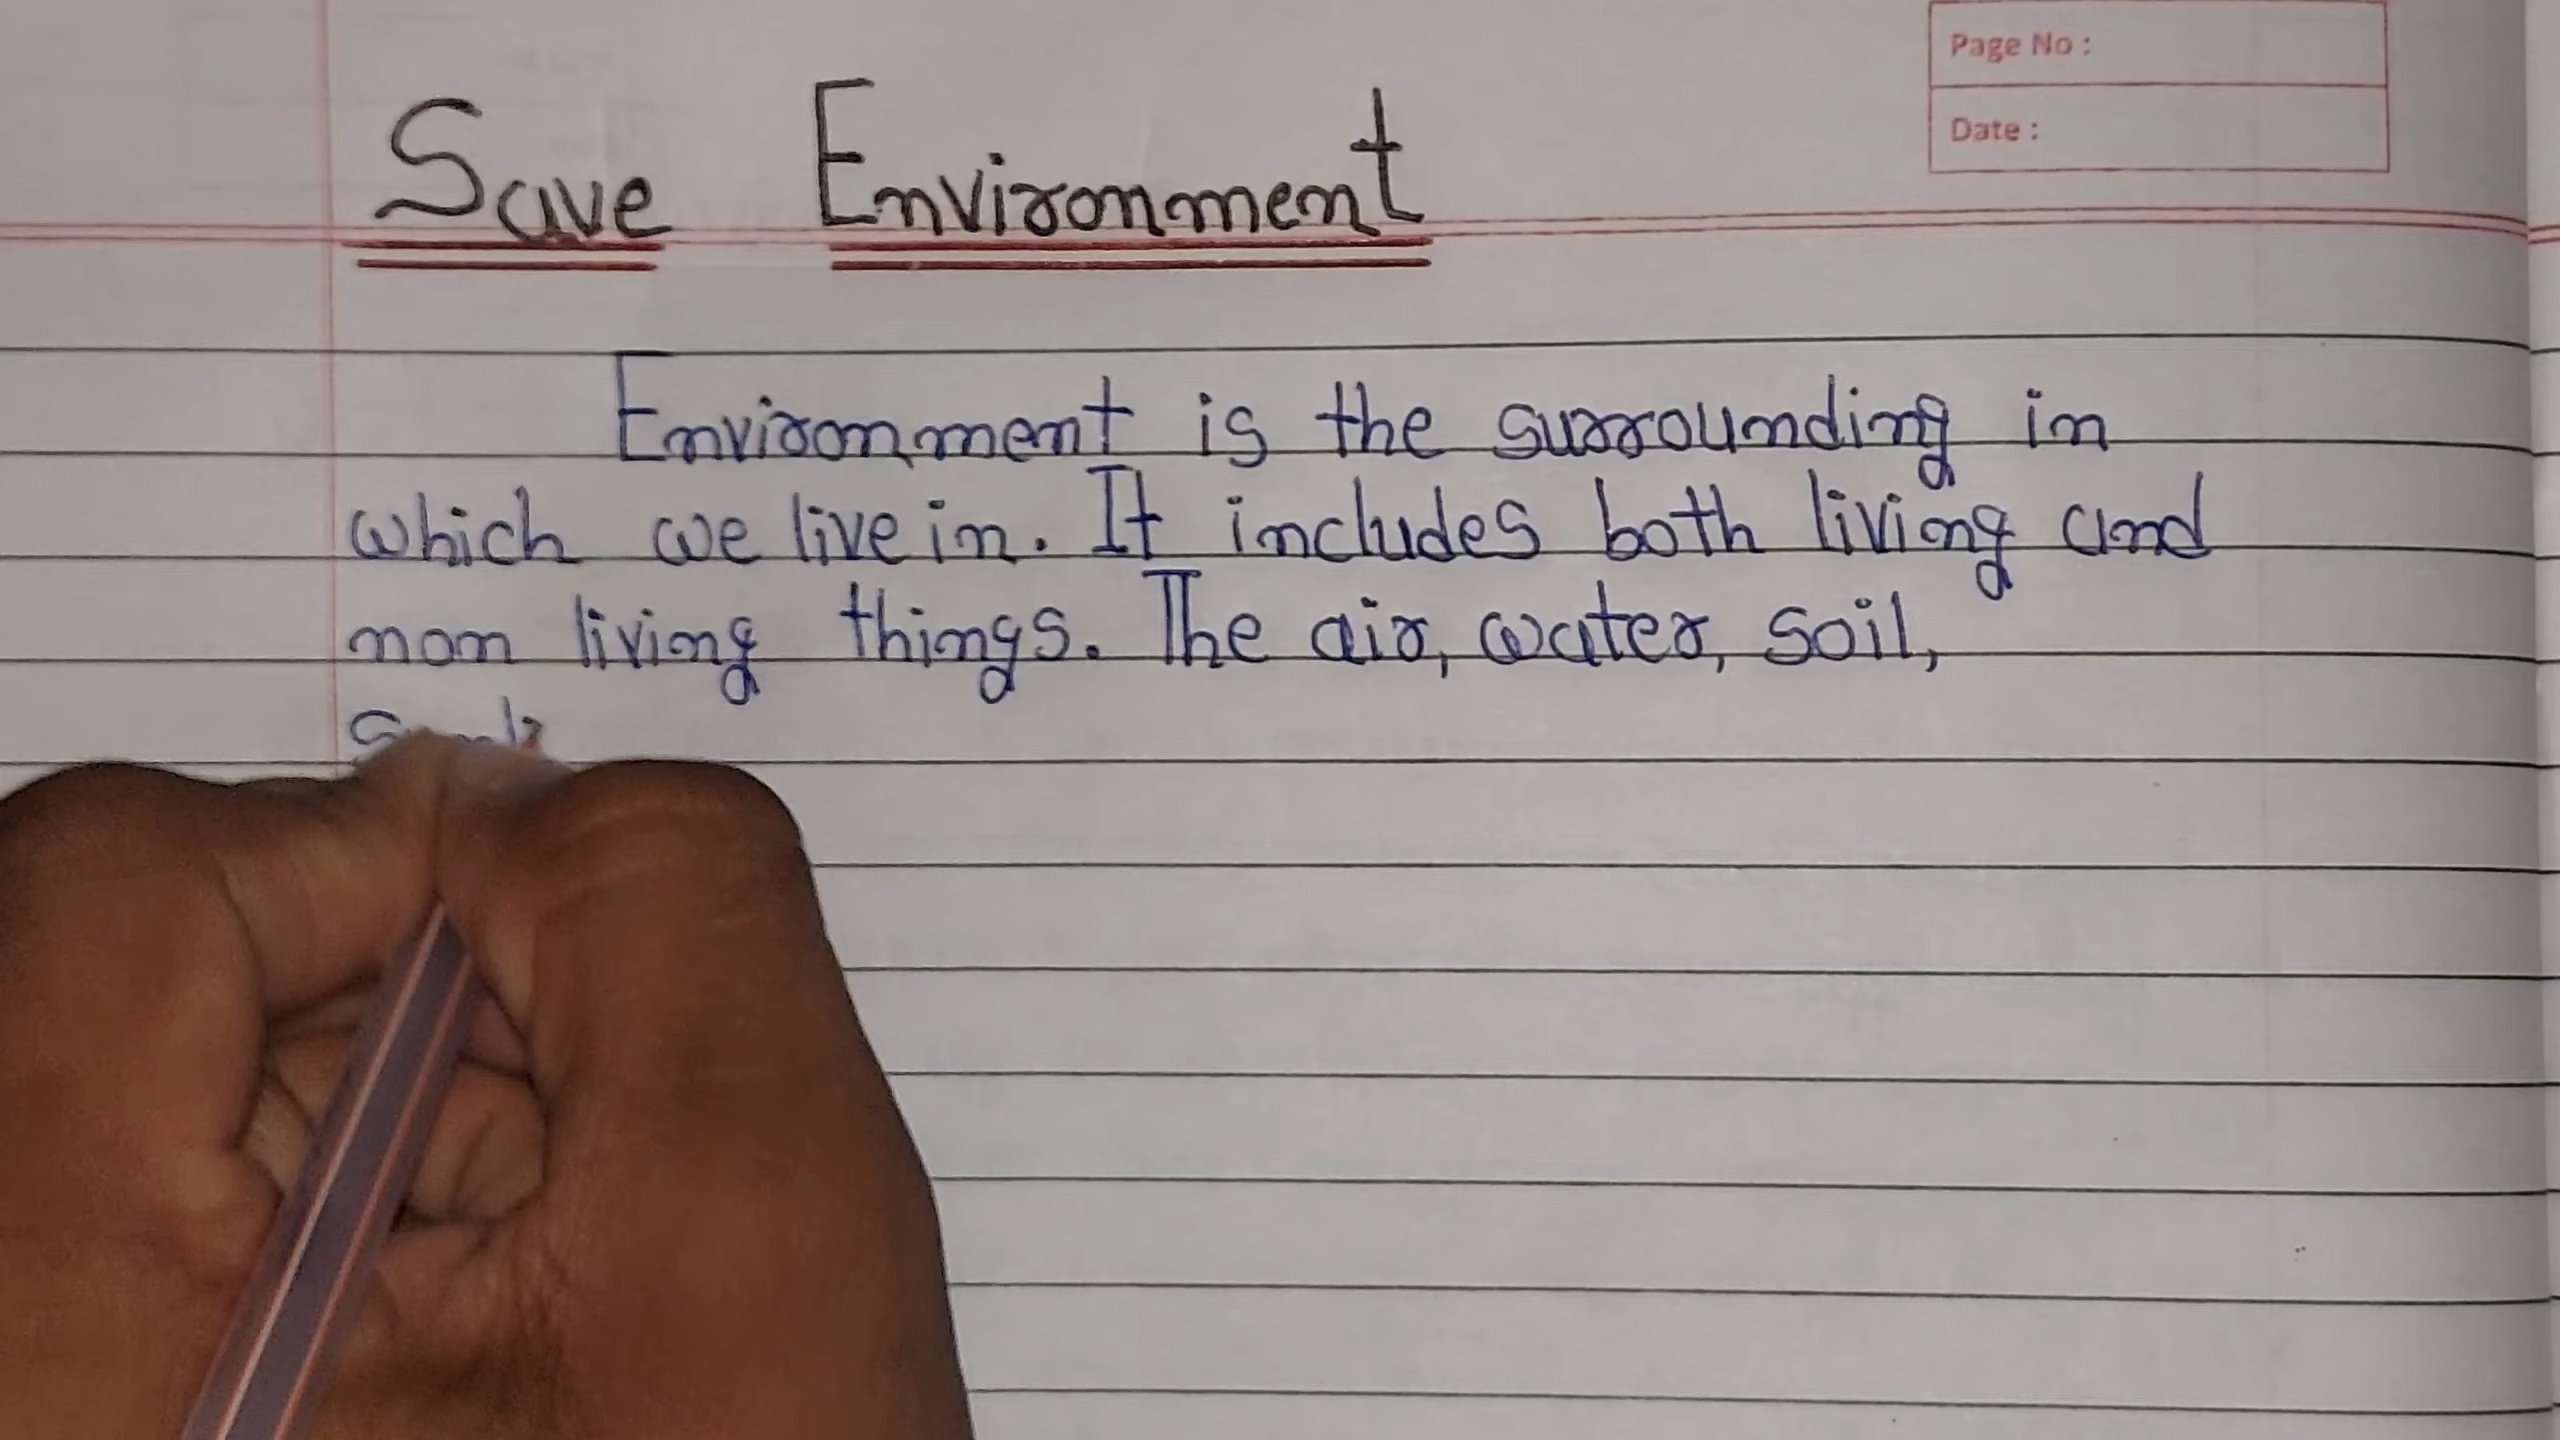 Page No :
Date :
Save Environment
Environment is the surrounding in
which we live in. It includes both living and
non living things. The air, water, soil,